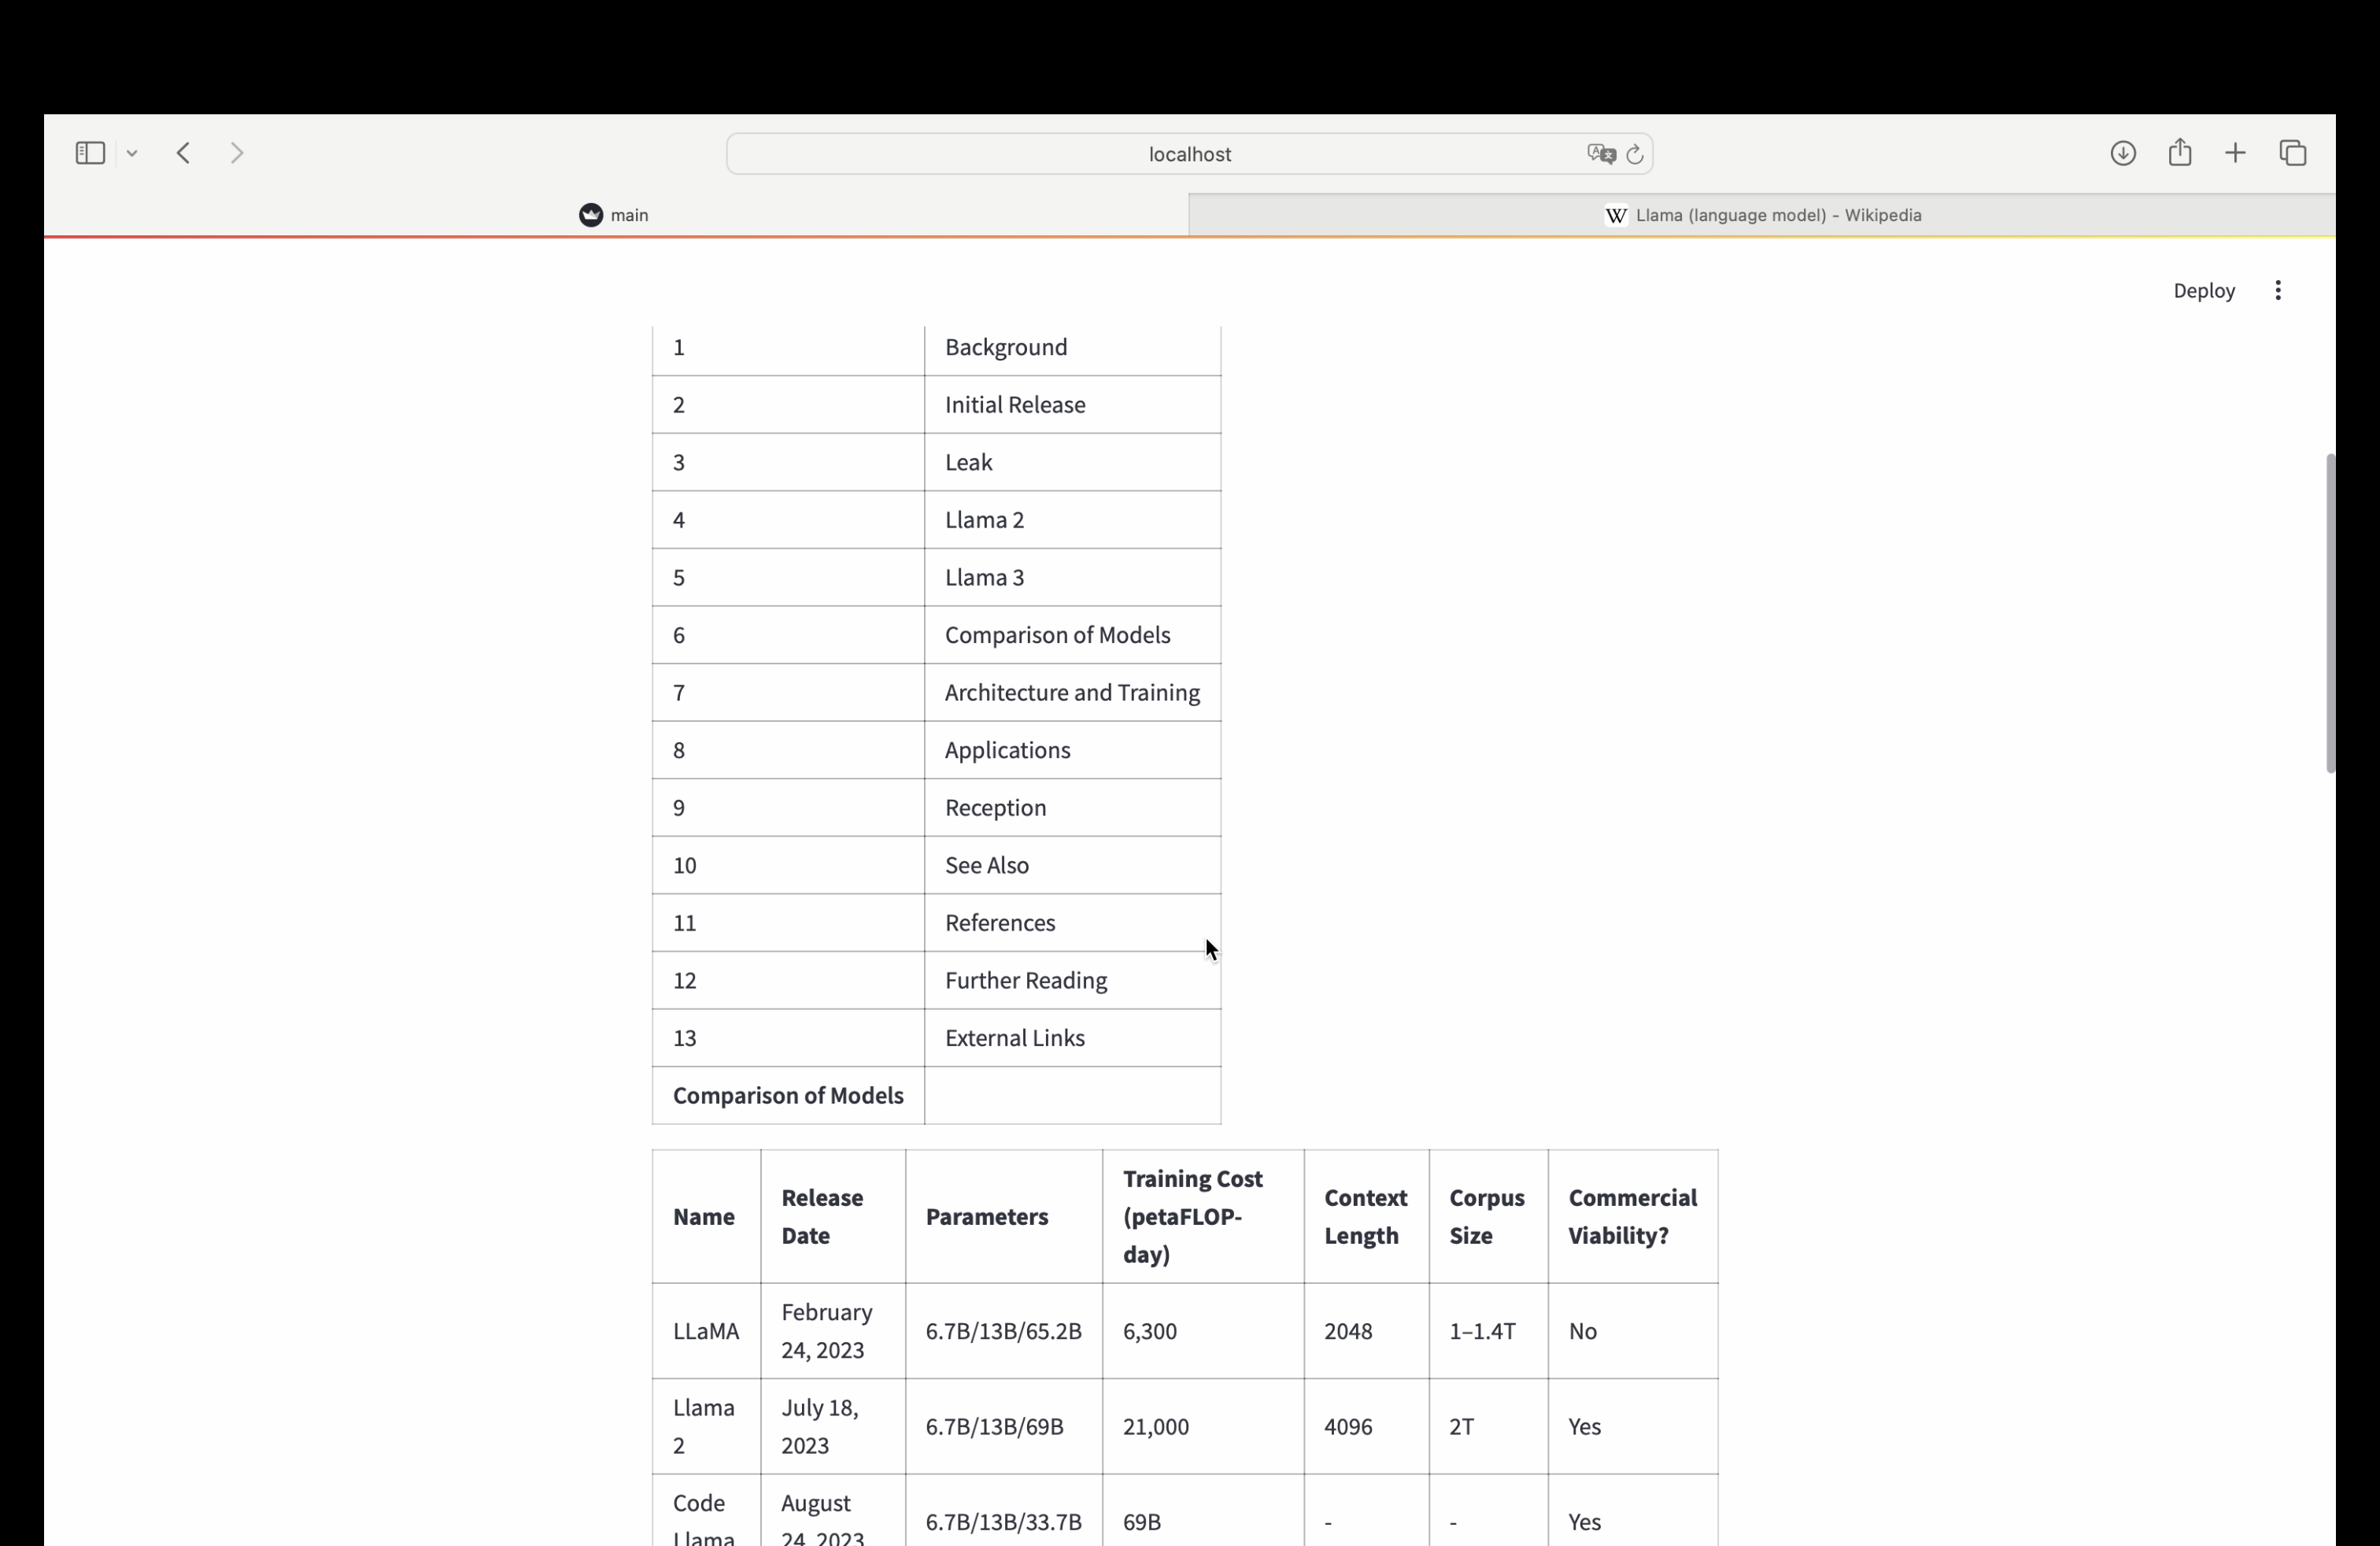 localhost
main
W Llama (language model) – Wikipedia
Deploy
1 Background
2 Initial Release
3 Leak
4 Llama 2
5 Llama 3
6 Comparison of Models
7 Architecture and Training
8 Applications
9 Reception
10 See Also
11 References
12 Further Reading
13 External Links
Comparison of Models
Name Release Date Parameters Training Cost (petaFLOP-day) Context Length Corpus Size Commercial Viability?
LLaMA February 24, 2023 6.7B/13B/65.2B 6,300 2048 1–1.4T No
Llama 2 July 18, 2023 6.7B/13B/69B 21,000 4096 2T Yes
Code Llama August 24, 2023 6.7B/13B/33.7B 69B - - Yes